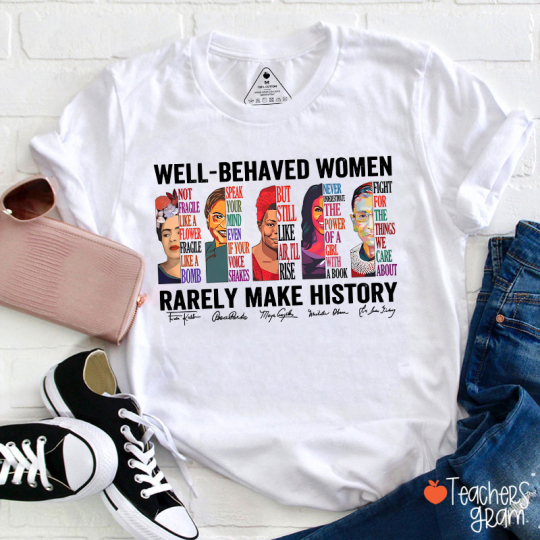 WELL-BEHAVED WOMEN
NOT
FRAGILE
LIKE A
FLOWER
FRAGILE
LIKE A
BOMB
SPEAK
YOUR
MIND
EVEN
IF YOUR
VOICE
SHAKES
BUT
STILL
LIKE
AIR, I'LL
RISE
NEVER
UNDERESTIMATE
THE
POWER
OF A
GIRL
WITH
A BOOK
FIGHT
FOR
THE
THINGS
WE
CARE
ABOUT
RARELY MAKE HISTORY
Rosa Parks
Teachers
gram